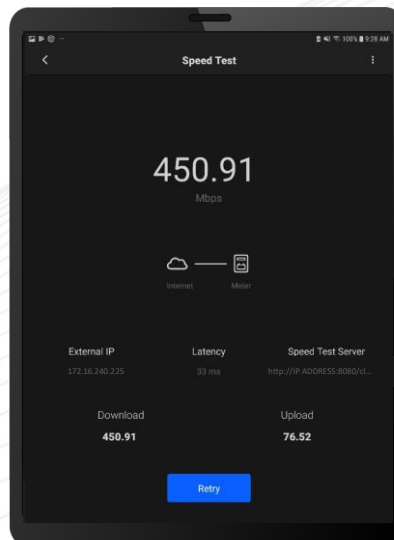 100% 9:28 AM
Speed Test
450.91
Mbps
Internet Meter
External IP Latency Speed Test Server
172.16.240.225 33 ms http://IP ADDRESS:8080/cl...
Download Upload
450.91 76.52
Retry